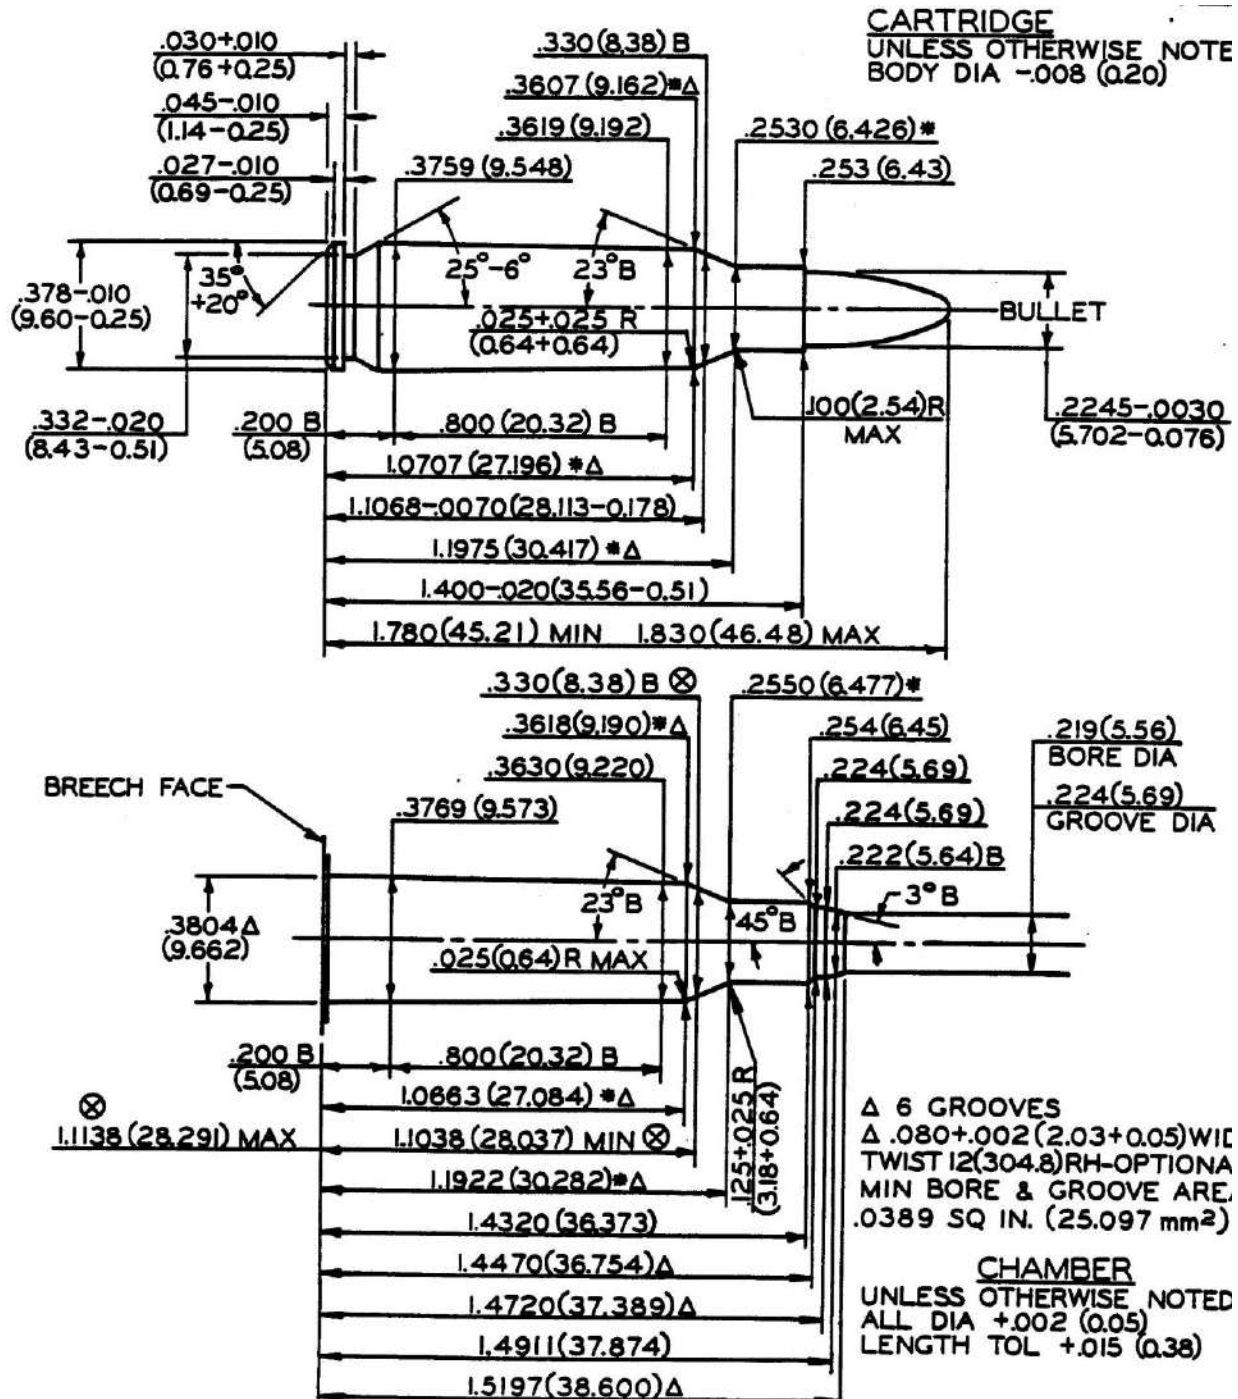 CARTRIDGE
UNLESS OTHERWISE NOTE
BODY DIA -.008 (0.20)
.030+.010
(0.76+0.25)
.045-.010
(1.14-0.25)
.027-.010
(0.69-0.25)
.330 (8.38) B
.3607 (9.162)*Δ
.3619 (9.192)
.3759 (9.548)
.2530 (6.426)*
.253 (6.43)
.378-.010
(9.60-0.25)
35°
+20°
25°-6°
23°B
BULLET
.025+.025 R
(0.64+0.64)
.332-.020
(8.43-0.51)
.200 B
(5.08)
.800 (20.32) B
.100(2.54)R
MAX
.2245-.0030
(5.702-0.076)
1.0707 (27.196) *Δ
1.1068-.0070(28.113-0.178)
1.1975 (30.417) *Δ
1.400-.020(35.56-0.51)
1.780(45.21) MIN 1.830(46.48) MAX
.330(8.38) B ⊗
.3618(9.190)*Δ
.3630(9.220)
.3769 (9.573)
.2550 (6.477)*
.254(6.45)
.224(5.69)
.224(5.69)
.222(5.64)B
.219(5.56)
BORE DIA
.224(5.69)
GROOVE DIA
BREECH FACE
.3804 Δ
(9.662)
23°B
45°B
3°B
.025(0.64)R MAX
.200 B
(5.08)
.800(20.32) B
.125+.025 R
(3.18+0.64)
1.0663 (27.084) *Δ
⊗
1.1138(28.291) MAX
1.1038(28.037) MIN ⊗
1.1922(30.282)*Δ
1.4320(36.373)
1.4470(36.754)Δ
1.4720(37.389)Δ
1.4911(37.874)
1.5197(38.600)Δ
Δ 6 GROOVES
Δ .080+.002(2.03+0.05)WID
TWIST 12(304.8)RH-OPTIONA
MIN BORE & GROOVE AREA
.0389 SQ IN. (25.097 mm²)
CHAMBER
UNLESS OTHERWISE NOTED
ALL DIA +.002 (0.05)
LENGTH TOL +.015 (0.38)